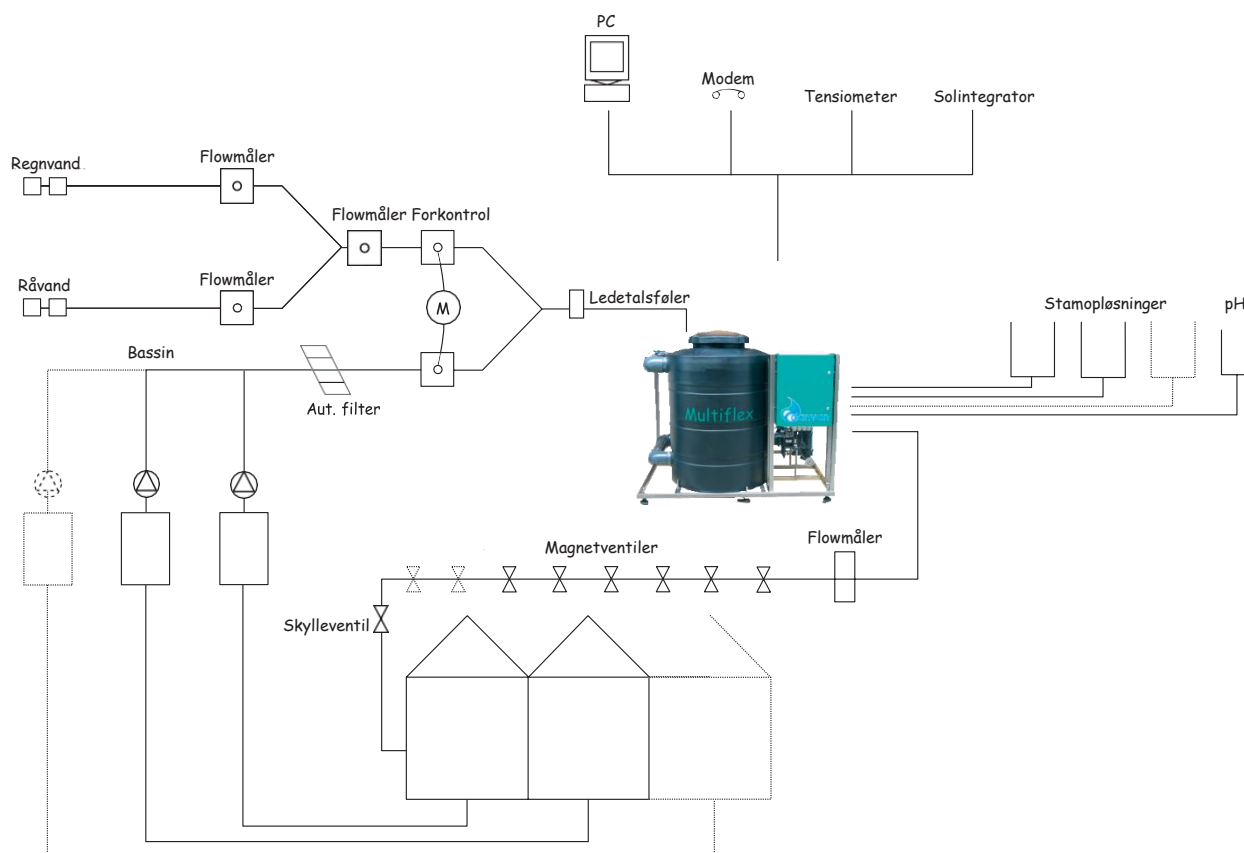 PC
Modem
Tensiometer
Solintegrator
Regnvand
Flowmåler
Flowmåler Forkontrol
Råvand
Flowmåler
Ledetalsføler
M
Stamopløsninger
pH
Bassin
Aut. filter
Multiflex
Magnetventiler
Flowmåler
Skylleventil